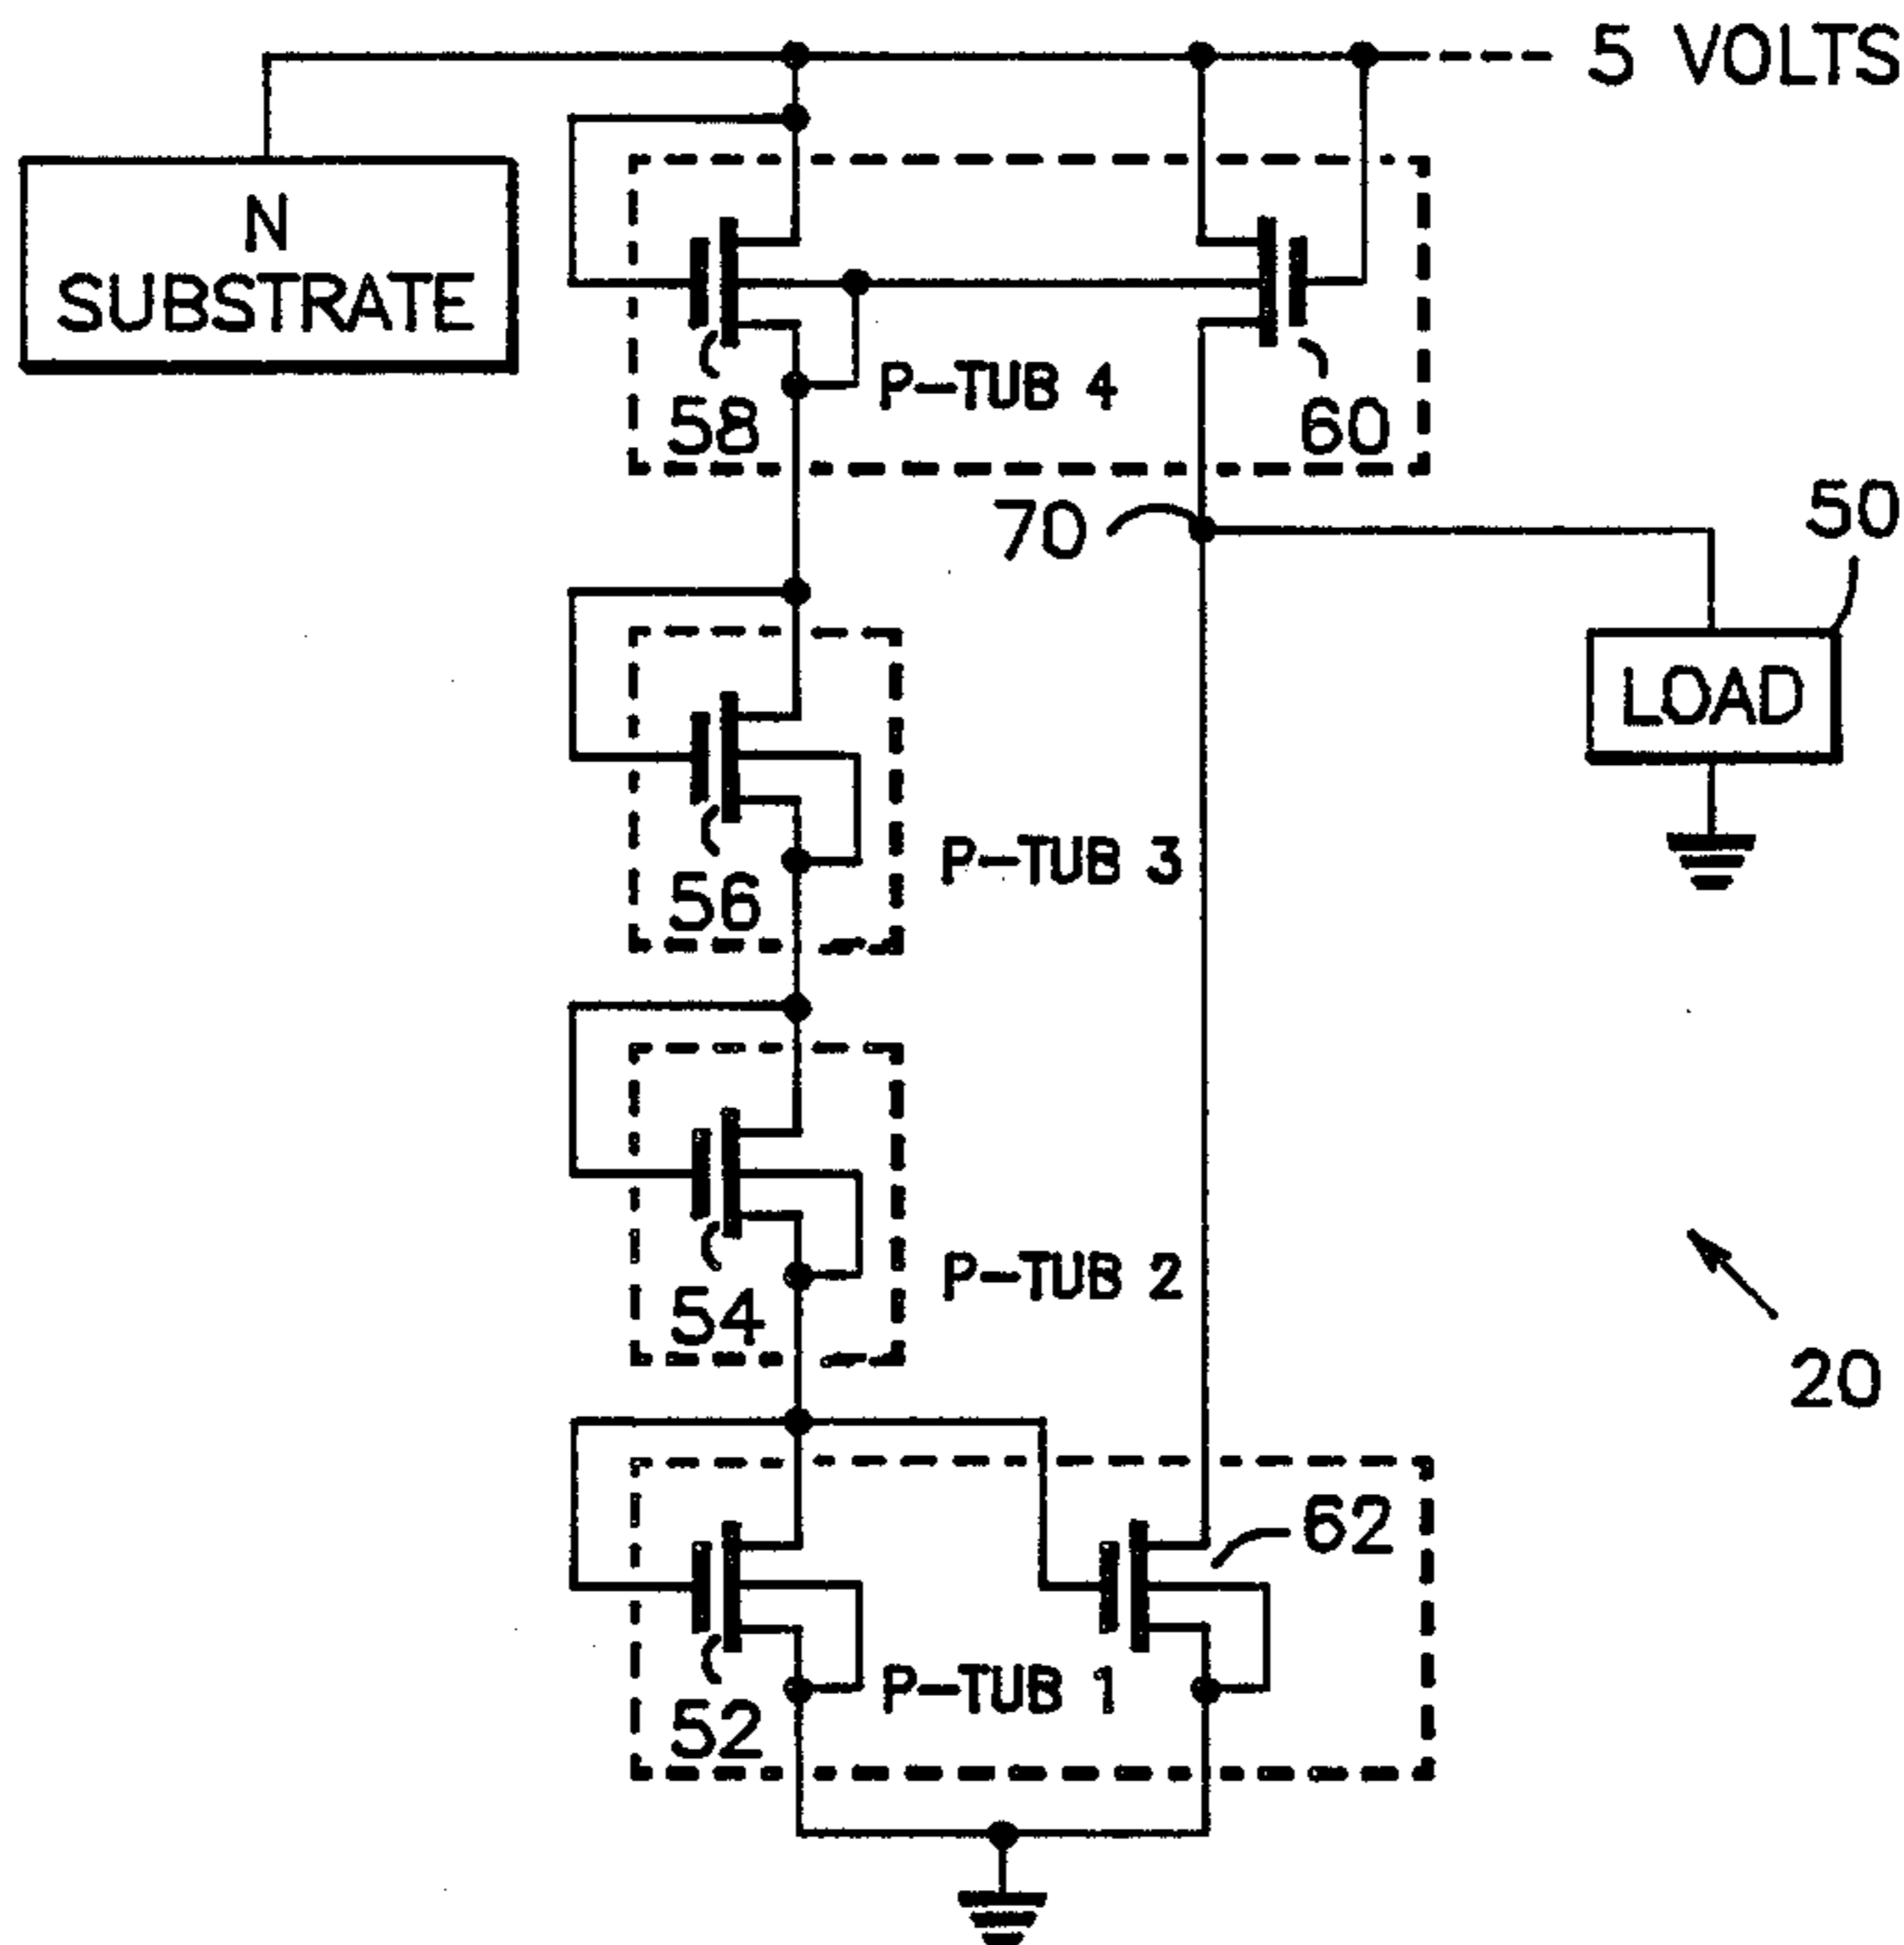 5 VOLTS
N
SUBSTRATE
58
P-TUB 4
60
70
50
LOAD
56
P-TUB 3
54
P-TUB 2
20
62
52
P-TUB 1